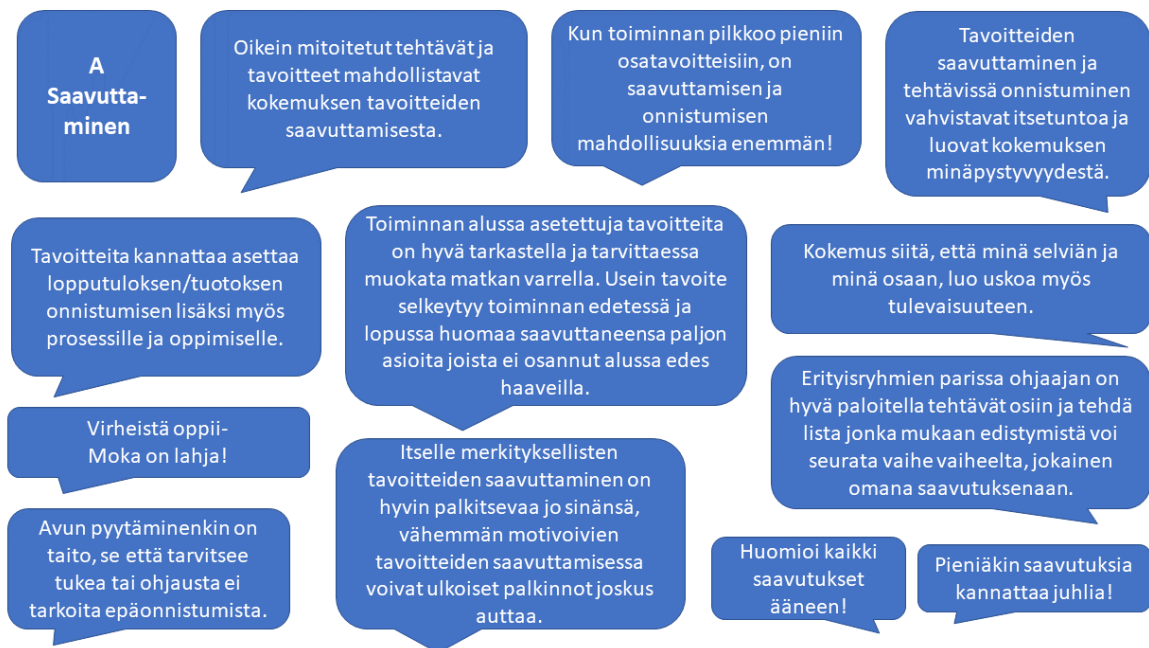 A
Saavutta-
minen
Oikein mitoitetut tehtävät ja
tavoitteet mahdollistavat
kokemuksen tavoitteiden
saavuttamisesta.
Kun toiminnan pilkkoo pieniin
osatavoitteisiin, on
saavuttamisen ja
onnistumisen
mahdollisuuksia enemmän!
Tavoitteiden
saavuttaminen ja
tehtävissä onnistuminen
vahvistavat itsetuntoa ja
luovat kokemuksen
minäpystyvyydestä.
Tavoitteita kannattaa asettaa
lopputuloksen/tuotoksen
onnistumisen lisäksi myös
prosessille ja oppimiselle.
Toiminnan alussa asetettuja tavoitteita
on hyvä tarkastella ja tarvittaessa
muokata matkan varrella. Usein tavoite
selkeytyy toiminnan edetessä ja
lopussa huomaa saavuttaneensa paljon
asioita joista ei osannut alussa edes
haaveilla.
Kokemus siitä, että minä selviän ja
minä osaan, luo uskoa myös
tulevaisuuteen.
Virheistä oppii-
Moka on lahja!
Erityisryhmien parissa ohjaajan on
hyvä paloitella tehtävät osiin ja tehdä
lista jonka mukaan edistymistä voi
seurata vaihe vaiheelta, jokainen
omana saavutuksenaan.
Avun pyytäminenkin on
taito, se että tarvitsee
tukea tai ohjausta ei
tarkoita epäonnistumista.
Itselle merkityksellisten
tavoitteiden saavuttaminen on
hyvin palkitsevaa jo sinänsä,
vähemmän motivoivien
tavoitteiden saavuttamisessa
voivat ulkoiset palkinnot joskus
auttaa.
Huomioi kaikki
saavutukset
ääneen!
Pieniäkin saavutuksia
kannattaa juhlia!